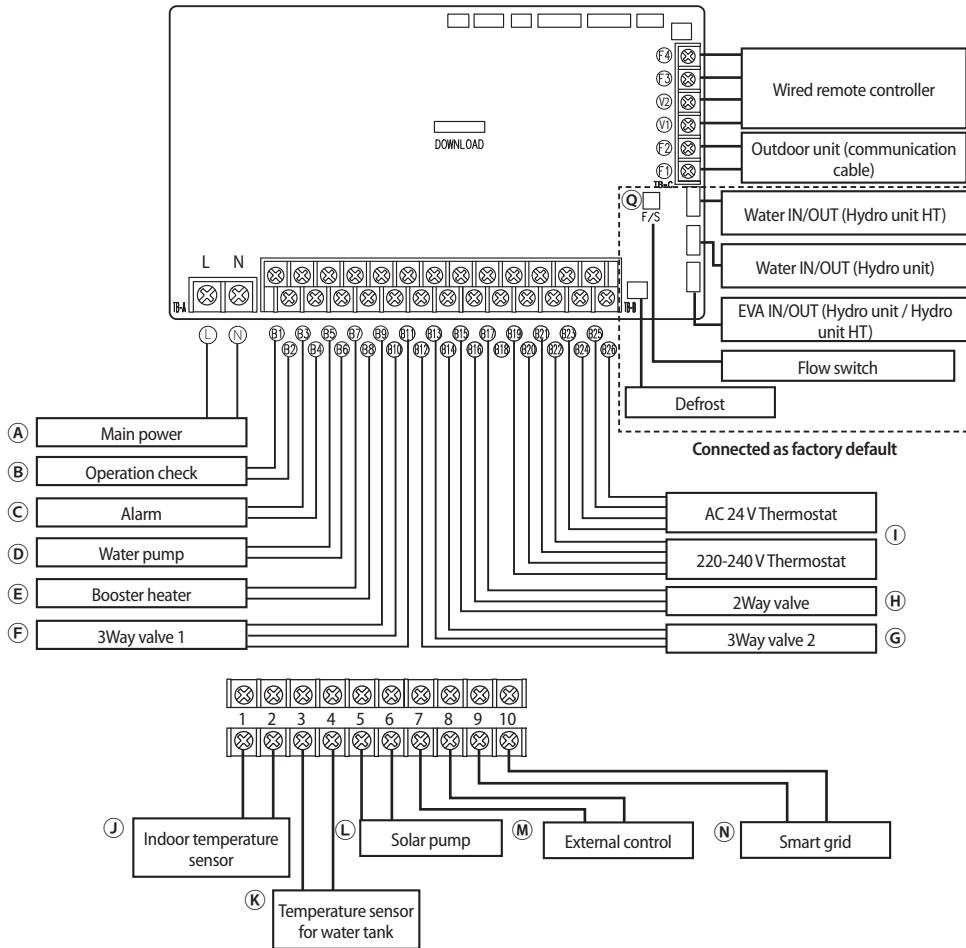 F4
F3
V2
V1
F2
F1
TB-C
Wired remote controller
Outdoor unit (communication
cable)
DOWNLOAD
Q
F/S
Water IN/OUT (Hydro unit HT)
Water IN/OUT (Hydro unit)
EVA IN/OUT (Hydro unit / Hydro
unit HT)
Flow switch
Defrost
Connected as factory default
L N
TB-A
TB-B
L N
B1 B3 B5 B7 B9 B11 B13 B15 B17 B19 B21 B23 B25
B2 B4 B6 B8 B10 B12 B14 B16 B18 B20 B22 B24 B26
A Main power
B Operation check
C Alarm
D Water pump
E Booster heater
F 3Way valve 1
AC 24 V Thermostat
I
220-240 V Thermostat
2Way valve H
3Way valve 2 G
1 2 3 4 5 6 7 8 9 10
J Indoor temperature
sensor
K Temperature sensor
for water tank
L Solar pump
M External control
N Smart grid